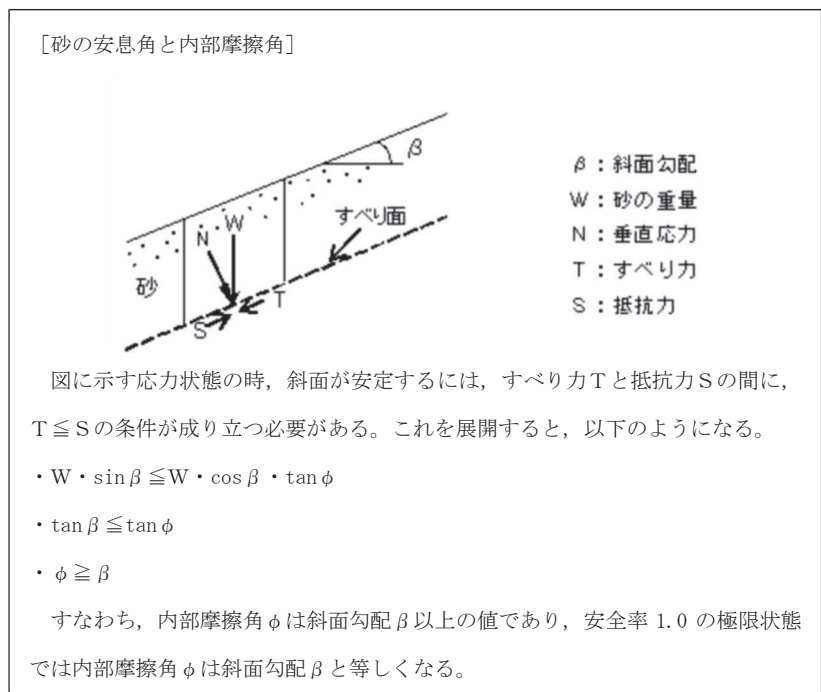 ［砂の安息角と内部摩擦角］
β
β：斜面勾配
W：砂の重量
N：垂直応力
T：すべり力
S：抵抗力
W
N
すべり面
砂
T
S
図に示す応力状態の時，斜面が安定するには，すべり力Ｔと抵抗力Ｓの間に，
Ｔ≦Ｓの条件が成り立つ必要がある。これを展開すると，以下のようになる。
・W・sinβ≦W・cosβ・tanφ
・tanβ≦tanφ
・φ≧β
すなわち，内部摩擦角φは斜面勾配β以上の値であり，安全率 1.0 の極限状態
では内部摩擦角φは斜面勾配βと等しくなる。